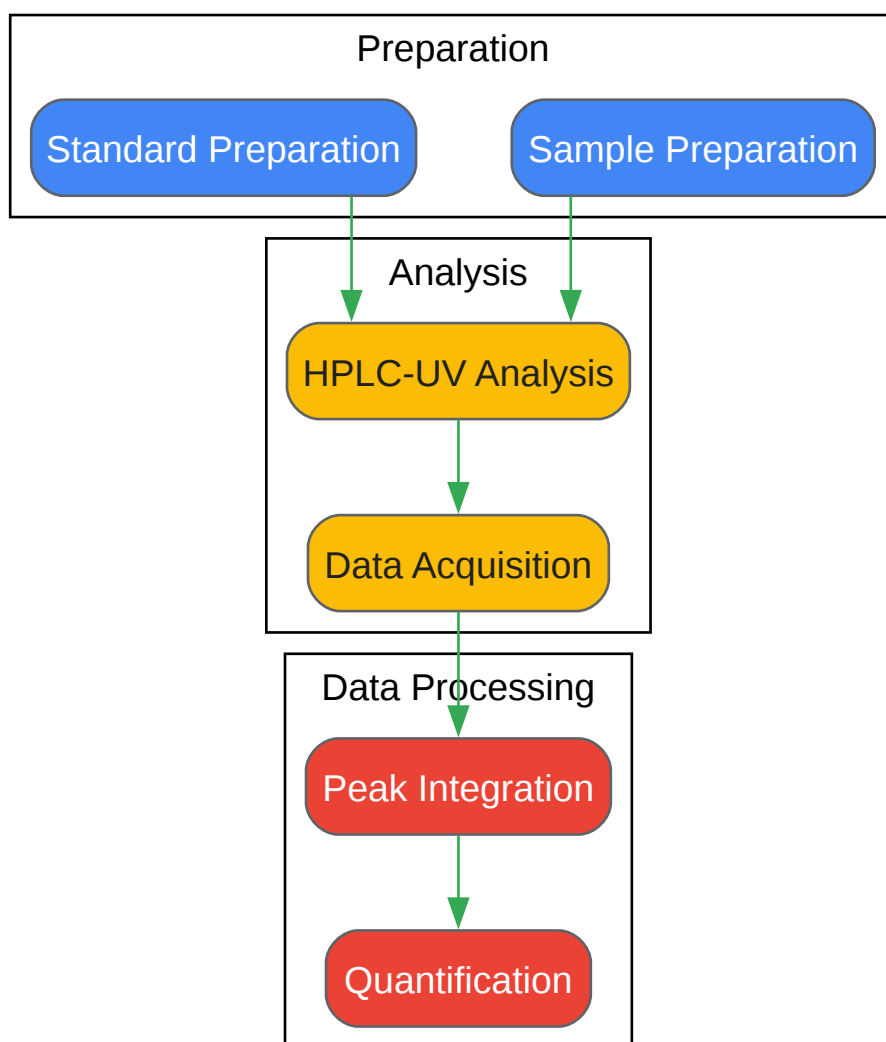 Preparation
Standard Preparation
Sample Preparation
Analysis
HPLC-UV Analysis
Data Acquisition
Data Processing
Peak Integration
Quantification